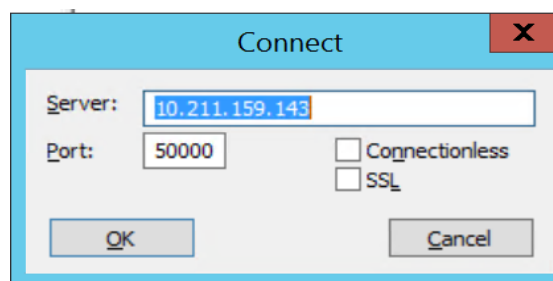 Connect
X
Server: 10.211.159.143
Port: 50000 Connectionless
SSL
OK Cancel